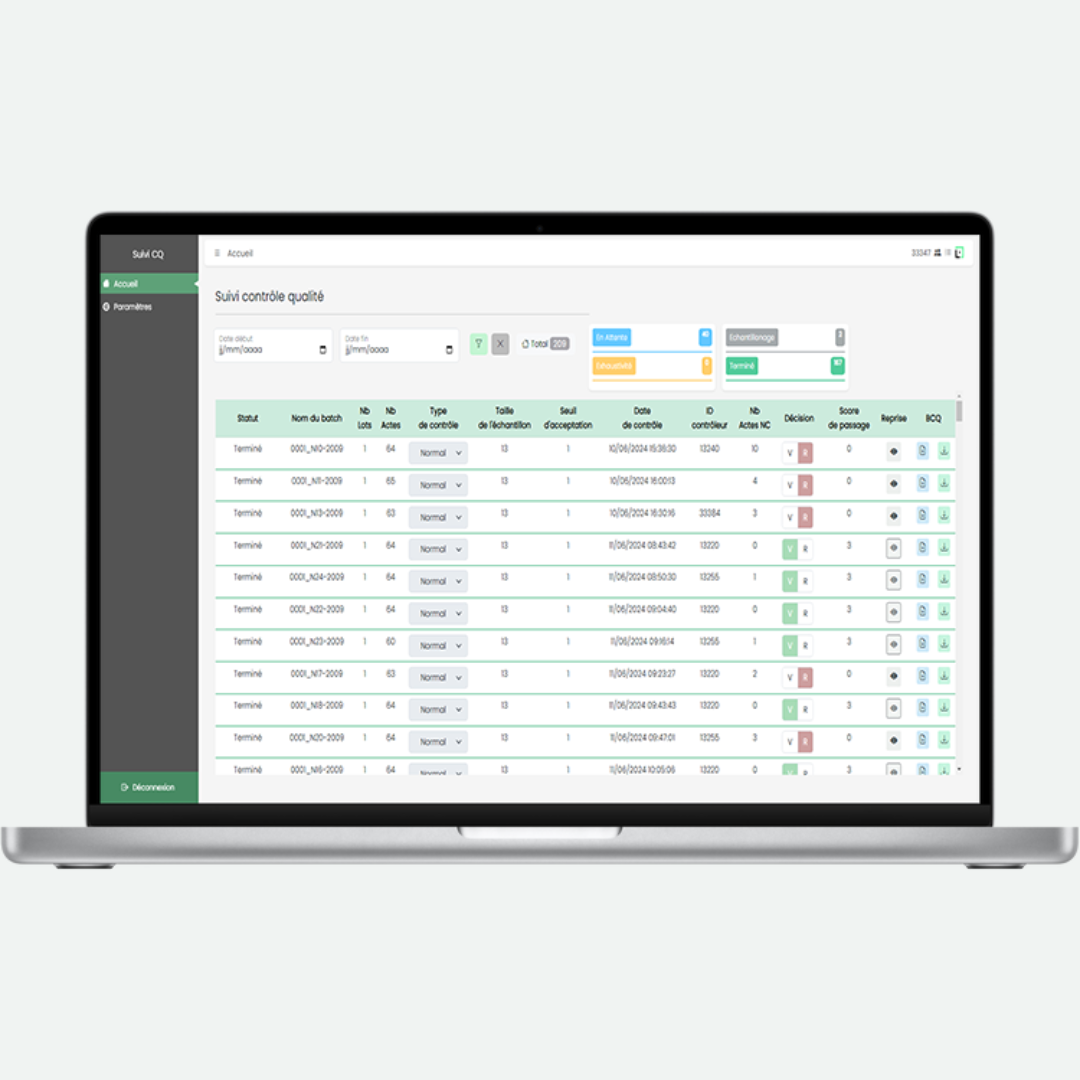 Suivi CQ
Accueil
Paramètres
Déconnexion
Accueil
33347
Suivi contrôle qualité
Date début
jj/mm/aaaa
Date fin
jj/mm/aaaa
Total 209
En Attente 40
Exhaustivité
Echantillonage
Terminé 167
Statut Nom du batch Nb Lots Nb Actes Type de contrôle Taille de l'échantillon Seuil d'acceptation Date de contrôle ID contrôleur Nb Actes NC Décision Score de passage Reprise BCQ
Terminé 0001_N10-2009 1 64 Normal 13 1 10/06/2024 15:36:30 13240 10 V R 0
Terminé 0001_N11-2009 1 65 Normal 13 1 10/06/2024 16:00:13 4 V R 0
Terminé 0001_N13-2009 1 63 Normal 13 1 10/06/2024 16:30:16 33384 3 V R 0
Terminé 0001_N21-2009 1 64 Normal 13 1 11/06/2024 08:43:42 13220 0 V R 3
Terminé 0001_N24-2009 1 64 Normal 13 1 11/06/2024 08:50:30 13255 1 V R 3
Terminé 0001_N22-2009 1 64 Normal 13 1 11/06/2024 09:04:40 13220 0 V R 3
Terminé 0001_N23-2009 1 60 Normal 13 1 11/06/2024 09:16:14 13255 1 V R 3
Terminé 0001_N17-2009 1 63 Normal 13 1 11/06/2024 09:23:27 13220 2 V R 0
Terminé 0001_N18-2009 1 64 Normal 13 1 11/06/2024 09:43:43 13220 0 V R 3
Terminé 0001_N20-2009 1 64 Normal 13 1 11/06/2024 09:47:01 13255 3 V R 0
Terminé 0001_N16-2009 1 64 Normal 13 1 11/06/2024 10:05:06 13220 0 V R 3